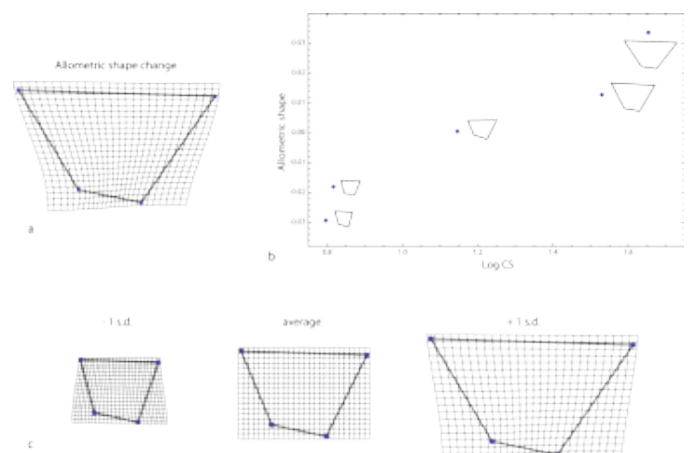 Allometric shape change
a
b
Allometric shape
Log CS
0.8
1.0
1.2
1.4
1.6
- 1 s.d.
average
+ 1 s.d.
c